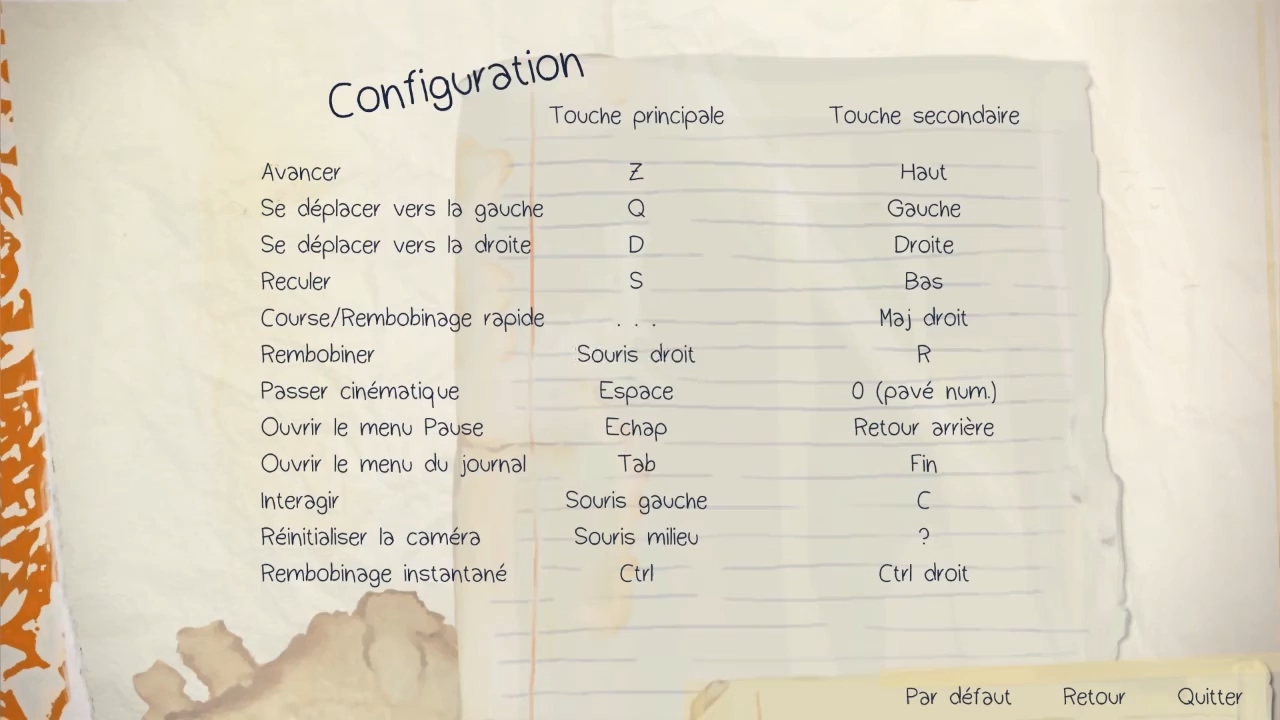 Configuration
Touche principale Touche secondaire
Avancer Z Haut
Se déplacer vers la gauche Q Gauche
Se déplacer vers la droite D Droite
Reculer S Bas
Course/Rembobinage rapide ... Maj droit
Rembobiner Souris droit R
Passer cinématique Espace 0 (pavé num.)
Ouvrir le menu Pause Echap Retour arrière
Ouvrir le menu du journal Tab Fin
Interagir Souris gauche C
Réinitialiser la caméra Souris milieu ?
Rembobinage instantané Ctrl Ctrl droit
Par défaut Retour Quitter